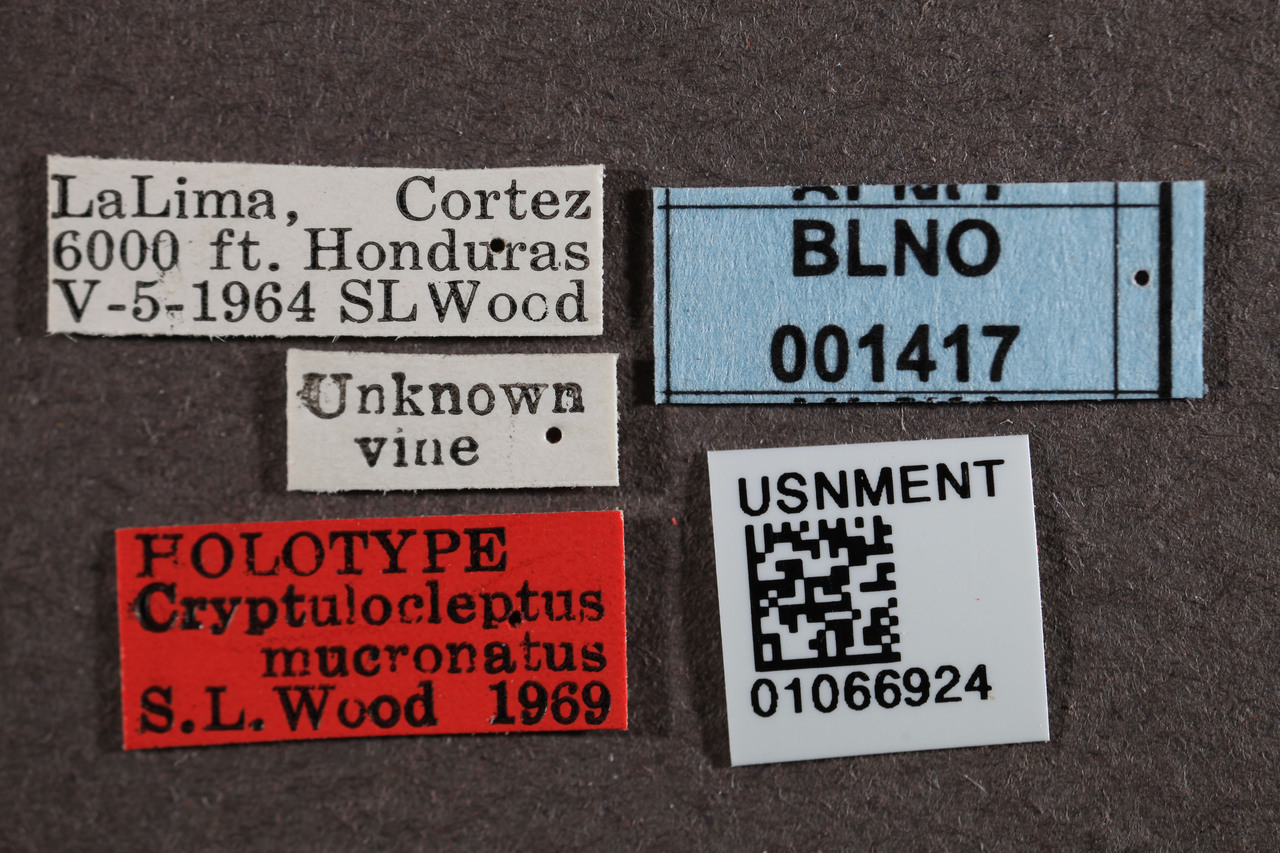 LaLima, Cortez
6000 ft. Honduras
V-5-1964 SLWood
Unknown
vine
HOLOTYPE
Cryptulocleptus
mucronatus
S.L. Wood 1969
BLNO
001417
USNMENT
01066924